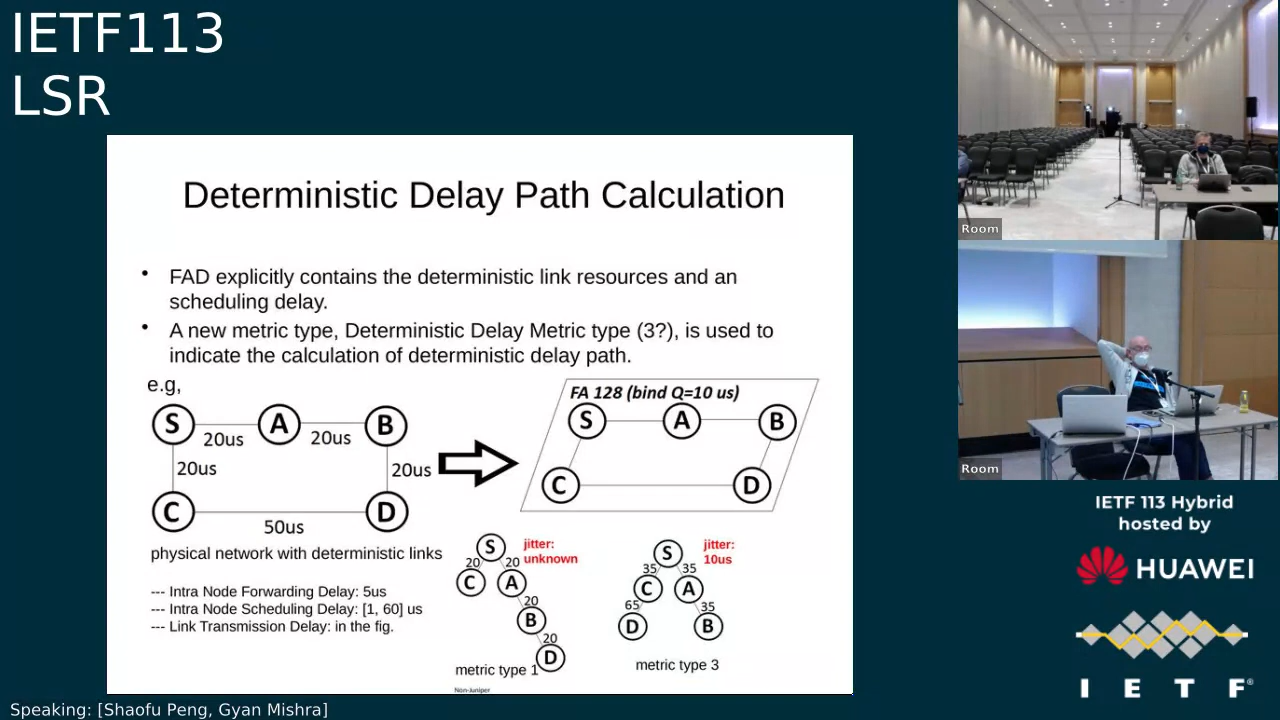 IETF113
LSR
Deterministic Delay Path Calculation
• FAD explicitly contains the deterministic link resources and an
scheduling delay.
• A new metric type, Deterministic Delay Metric type (3?), is used to
indicate the calculation of deterministic delay path.
e.g,
S
A
B
20us
20us
20us
20us
C
D
50us
physical network with deterministic links
--- Intra Node Forwarding Delay: 5us
--- Intra Node Scheduling Delay: [1, 60] us
--- Link Transmission Delay: in the fig.
FA 128 (bind Q=10 us)
S
A
B
C
D
S
jitter:
unknown
20
20
C
A
20
B
20
D
metric type 1
S
jitter:
10us
35
35
C
A
65
35
D
B
metric type 3
Non-Juniper
Room
Room
IETF 113 Hybrid
hosted by
HUAWEI
I E T F®
Speaking: [Shaofu Peng, Gyan Mishra]